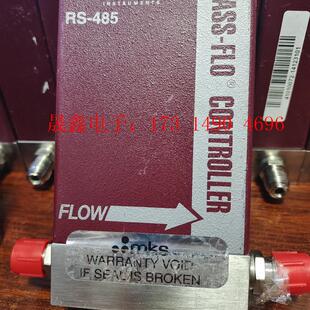 INSTRUMENTS
RS-485
MASS-FLO® CONTROLLER
晟鑫电子:173 1490 4696
FLOW
mks
WARRANTY VOID
IF SEAL IS BROKEN